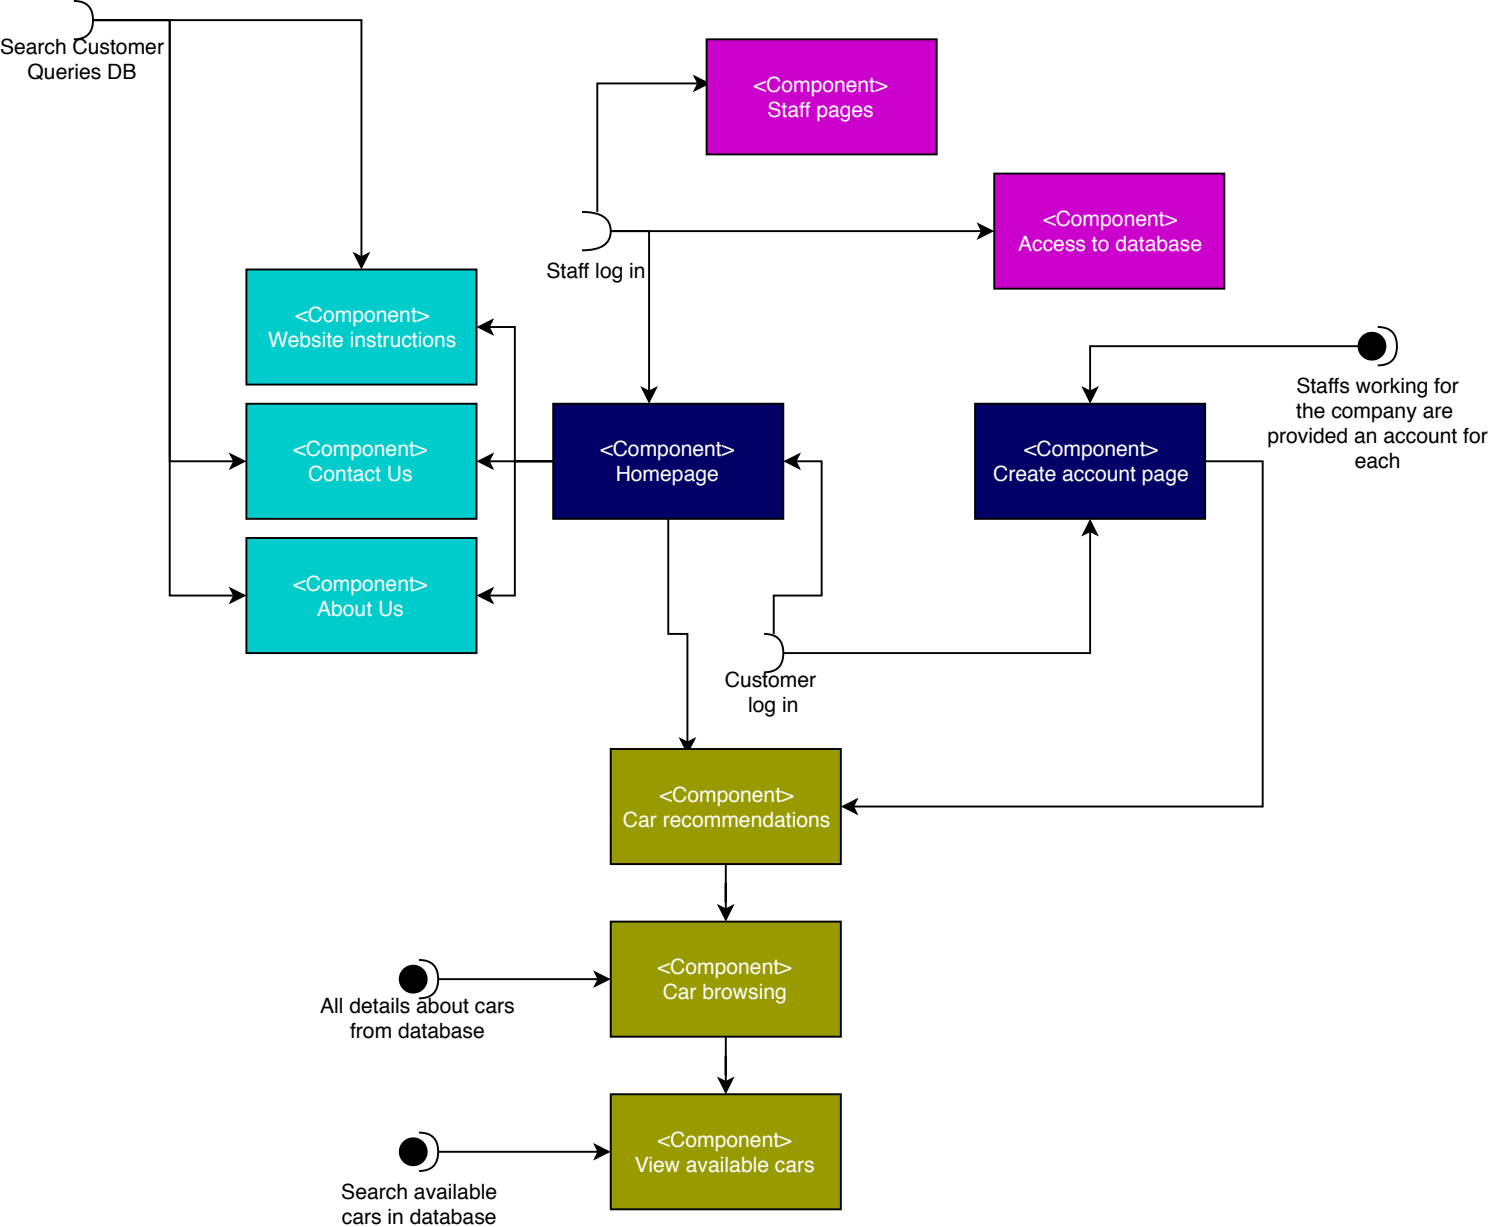 Search Customer
Queries DB
<Component>
Staff pages
<Component>
Access to database
Staff log in
<Component>
Website instructions
Staffs working for
the company are
provided an account for
each
<Component>
Contact Us
<Component>
Homepage
<Component>
Create account page
<Component>
About Us
Customer
log in
<Component>
Car recommendations
<Component>
Car browsing
All details about cars
from database
<Component>
View available cars
Search available
cars in database